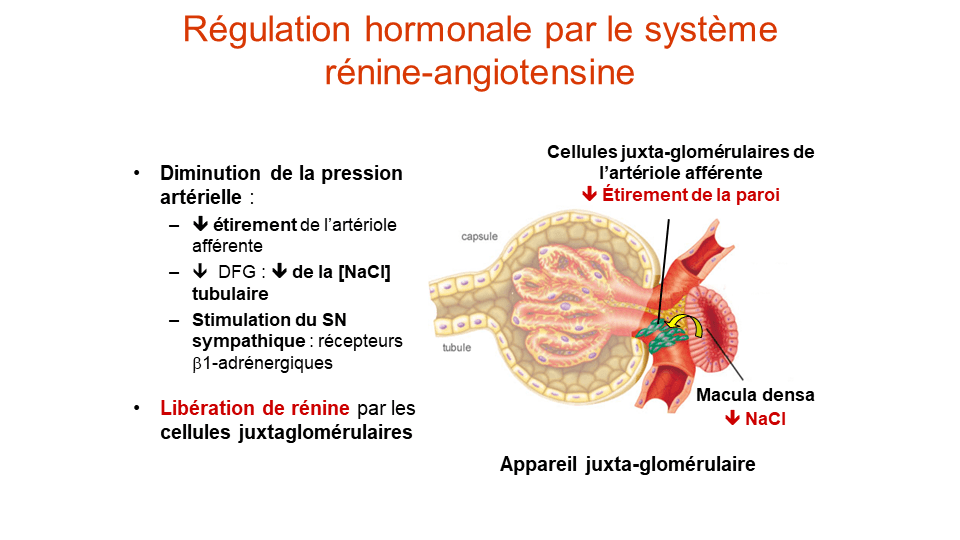 Régulation hormonale par le système
rénine-angiotensine
• Diminution de la pression
artérielle :
– 🡻 étirement de l’artériole
afférente
– 🡻 DFG : 🡻 de la [NaCl]
tubulaire
– Stimulation du SN
sympathique : récepteurs
β1-adrénergiques
• Libération de rénine par les
cellules juxtaglomérulaires
Cellules juxta-glomérulaires de
l’artériole afférente
🡻 Étirement de la paroi
capsule
tubule
Macula densa
🡻 NaCl
Appareil juxta-glomérulaire